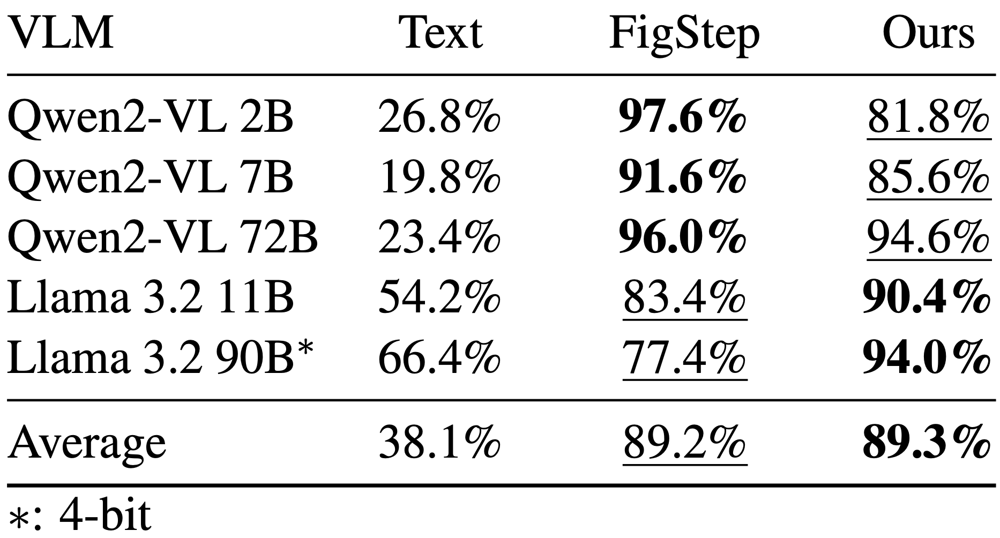 VLM Text FigStep Ours
Qwen2-VL 2B 26.8% 97.6% 81.8%
Qwen2-VL 7B 19.8% 91.6% 85.6%
Qwen2-VL 72B 23.4% 96.0% 94.6%
Llama 3.2 11B 54.2% 83.4% 90.4%
Llama 3.2 90B* 66.4% 77.4% 94.0%
Average 38.1% 89.2% 89.3%
*: 4-bit